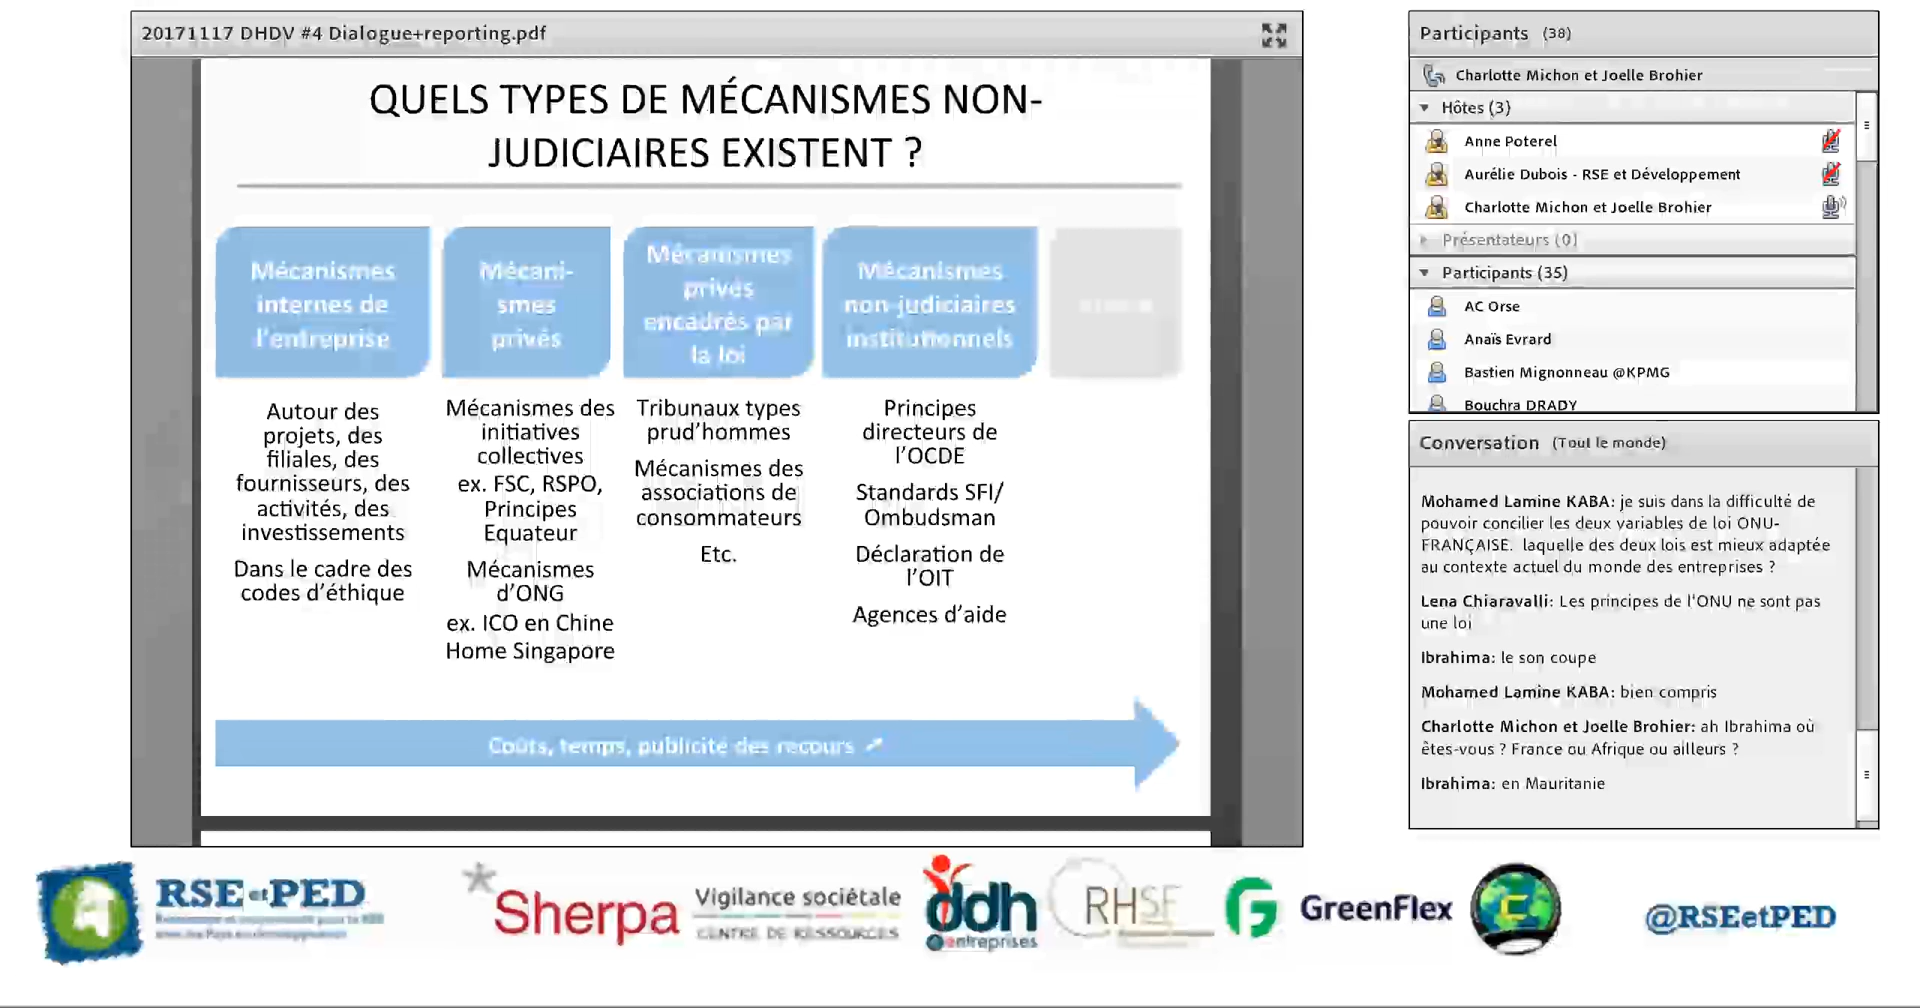 20171117 DHDV #4 Dialogue+reporting.pdf
QUELS TYPES DE MÉCANISMES NON-
JUDICIAIRES EXISTENT ?
Mécanismes
internes de
l'entreprise
Autour des
projets, des
filiales, des
fournisseurs, des
activités, des
investissements
Dans le cadre des
codes d'éthique
Mécani-
smes
privés
Mécanismes des
initiatives
collectives
ex. FSC, RSPO,
Principes
Equateur
Mécanismes
d'ONG
ex. ICO en Chine
Home Singapore
Mécanismes
privés
encadrés par
la loi
Tribunaux types
prud'hommes
Mécanismes des
associations de
consommateurs
Etc.
Mécanismes
non-judiciaires
institutionnels
Principes
directeurs de
l'OCDE
Standards SFI/
Ombudsman
Déclaration de
l'OIT
Agences d'aide
Coûts, temps, publicité des recours ↗
Participants (38)
Charlotte Michon et Joelle Brohier
Hôtes (3)
Anne Poterel
Aurélie Dubois - RSE et Développement
Charlotte Michon et Joelle Brohier
Présentateurs (0)
Participants (35)
AC Orse
Anaïs Evrard
Bastien Mignonneau @KPMG
Bouchra DRADY
Conversation (Tout le monde)
Mohamed Lamine KABA: je suis dans la difficulté de
pouvoir concilier les deux variables de loi ONU-
FRANÇAISE. laquelle des deux lois est mieux adaptée
au contexte actuel du monde des entreprises ?
Lena Chiaravalli: Les principes de l'ONU ne sont pas
une loi
Ibrahima: le son coupe
Mohamed Lamine KABA: bien compris
Charlotte Michon et Joelle Brohier: ah Ibrahima où
êtes-vous ? France ou Afrique ou ailleurs ?
Ibrahima: en Mauritanie
RSE et PED
Sherpa
Vigilance sociétale
CENTRE DE RESSOURCES
ddh
entreprises
RHSF
GreenFlex
@RSEetPED